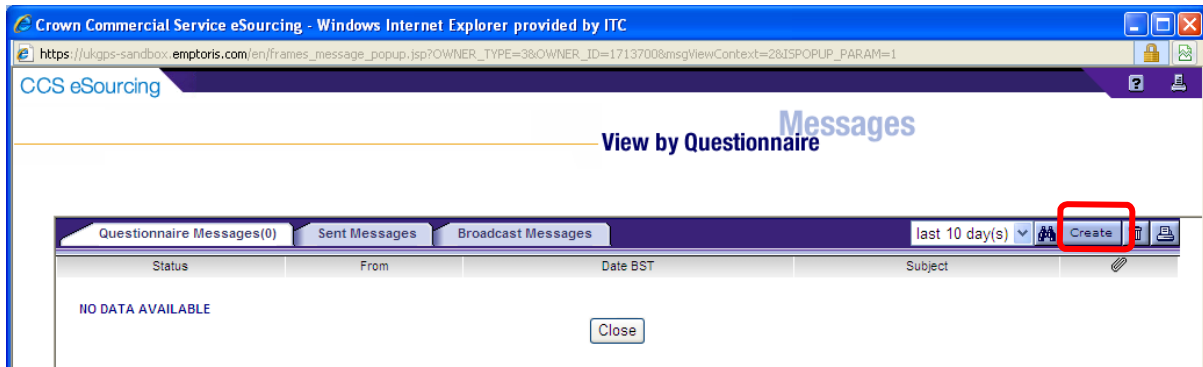 Crown Commercial Service eSourcing - Windows Internet Explorer provided by ITC
https://ukgps-sandbox.emptoris.com/en/frames_message_popup.jsp?OWNER_TYPE=3&OWNER_ID=1713700&msgViewContext=2&ISPOPUP_PARAM=1
CCS eSourcing
Messages
View by Questionnaire
Questionnaire Messages(0) Sent Messages Broadcast Messages last 10 day(s) Create
Status From Date BST Subject
NO DATA AVAILABLE
Close